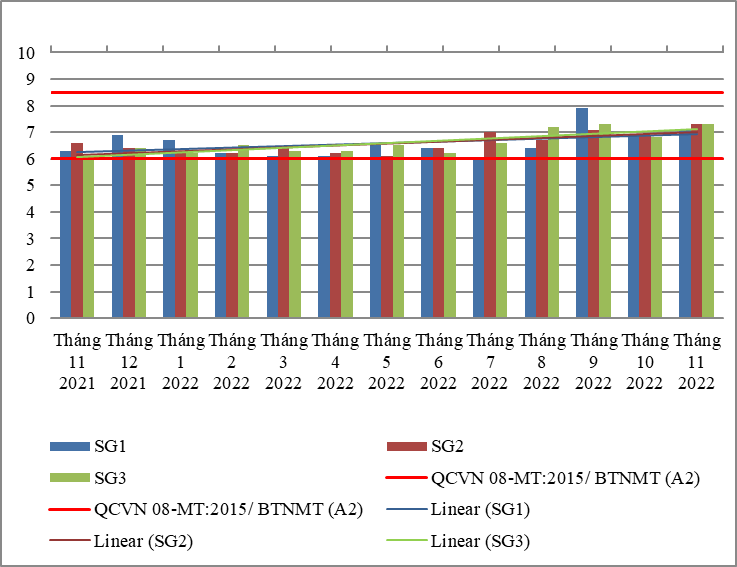 10
9
8
7
6
5
4
3
2
1
0
Tháng Tháng Tháng Tháng Tháng Tháng Tháng Tháng Tháng Tháng Tháng Tháng Tháng
11 12 1 2 3 4 5 6 7 8 9 10 11
2021 2021 2022 2022 2022 2022 2022 2022 2022 2022 2022 2022 2022
SG1 SG2
SG3 QCVN 08-MT:2015/ BTNMT (A2)
QCVN 08-MT:2015/ BTNMT (A2) Linear (SG1)
Linear (SG2) Linear (SG3)